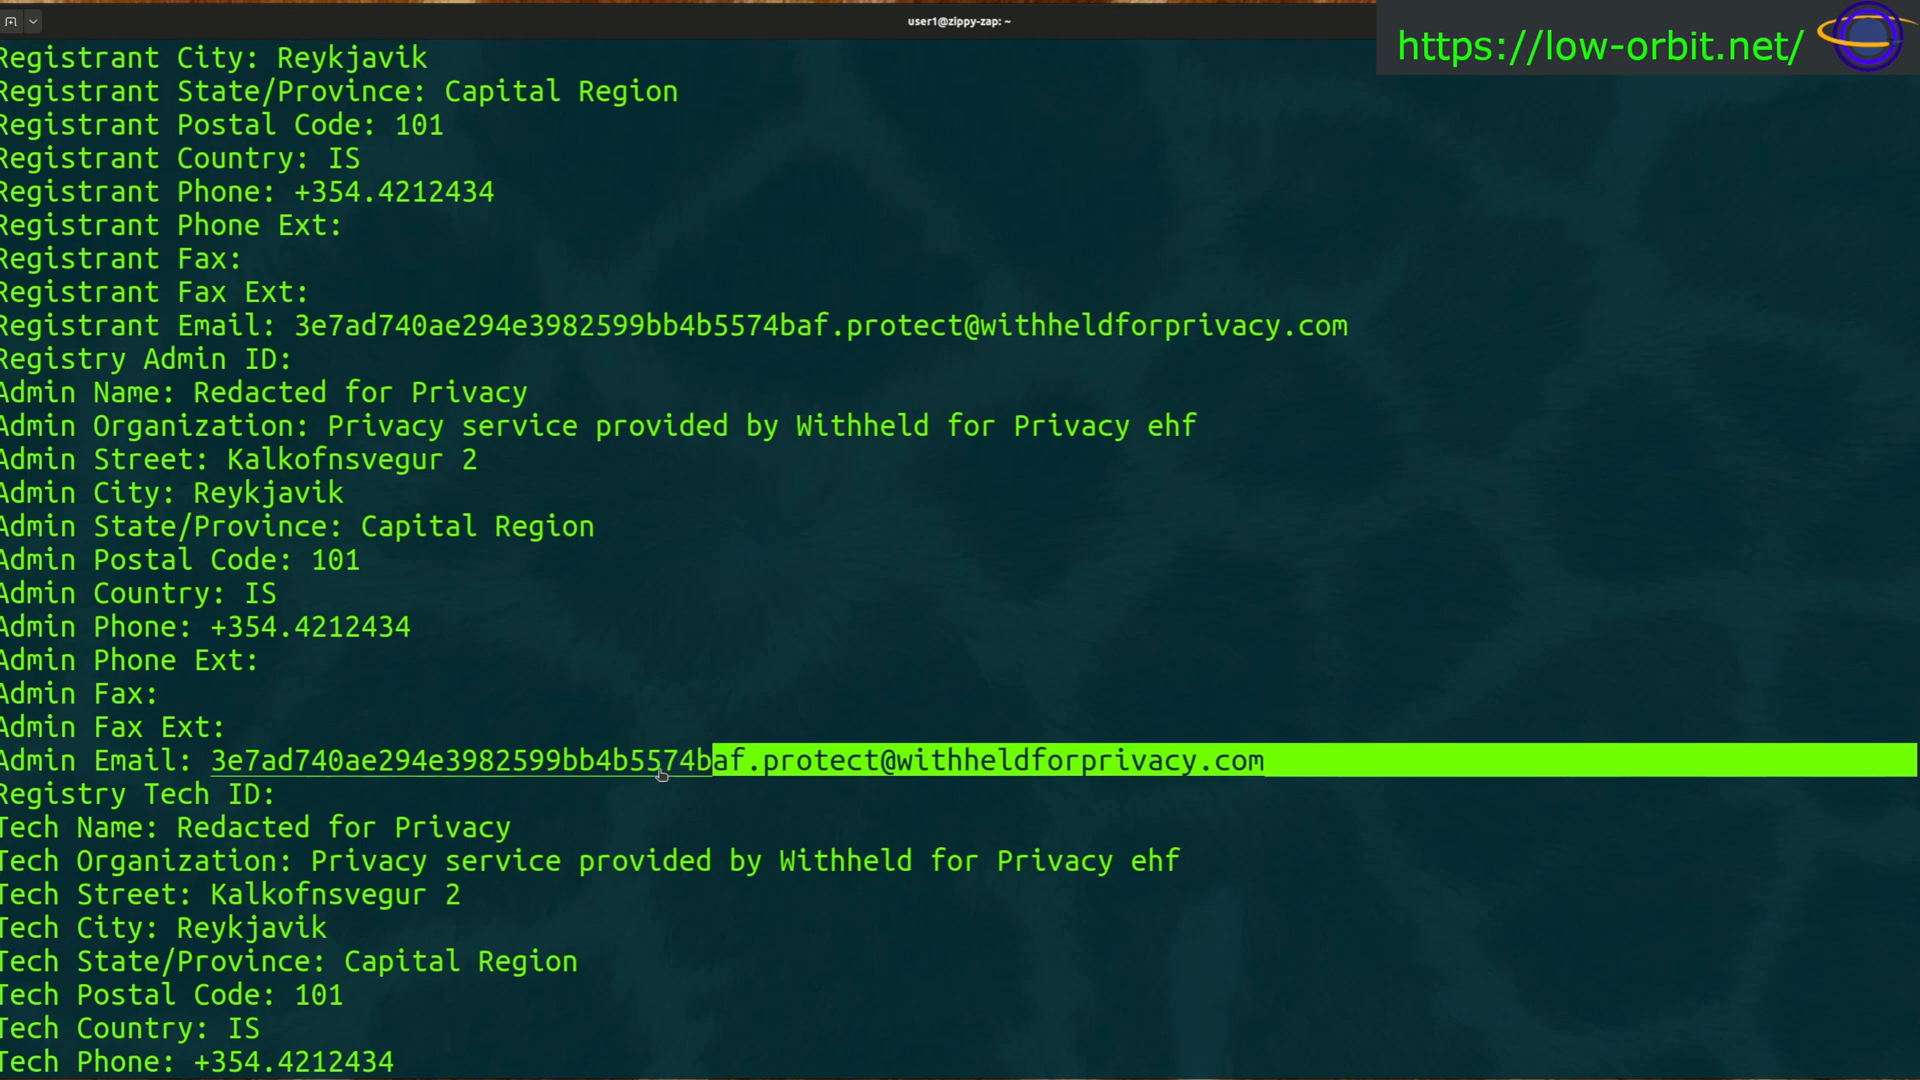 user1@zippy-zap: ~
https://low-orbit.net/
Registrant City: Reykjavik
Registrant State/Province: Capital Region
Registrant Postal Code: 101
Registrant Country: IS
Registrant Phone: +354.4212434
Registrant Phone Ext:
Registrant Fax:
Registrant Fax Ext:
Registrant Email: 3e7ad740ae294e3982599bb4b5574baf.protect@withheldforprivacy.com
Registry Admin ID:
Admin Name: Redacted for Privacy
Admin Organization: Privacy service provided by Withheld for Privacy ehf
Admin Street: Kalkofnsvegur 2
Admin City: Reykjavik
Admin State/Province: Capital Region
Admin Postal Code: 101
Admin Country: IS
Admin Phone: +354.4212434
Admin Phone Ext:
Admin Fax:
Admin Fax Ext:
Admin Email: 3e7ad740ae294e3982599bb4b5574baf.protect@withheldforprivacy.com
Registry Tech ID:
Tech Name: Redacted for Privacy
Tech Organization: Privacy service provided by Withheld for Privacy ehf
Tech Street: Kalkofnsvegur 2
Tech City: Reykjavik
Tech State/Province: Capital Region
Tech Postal Code: 101
Tech Country: IS
Tech Phone: +354.4212434